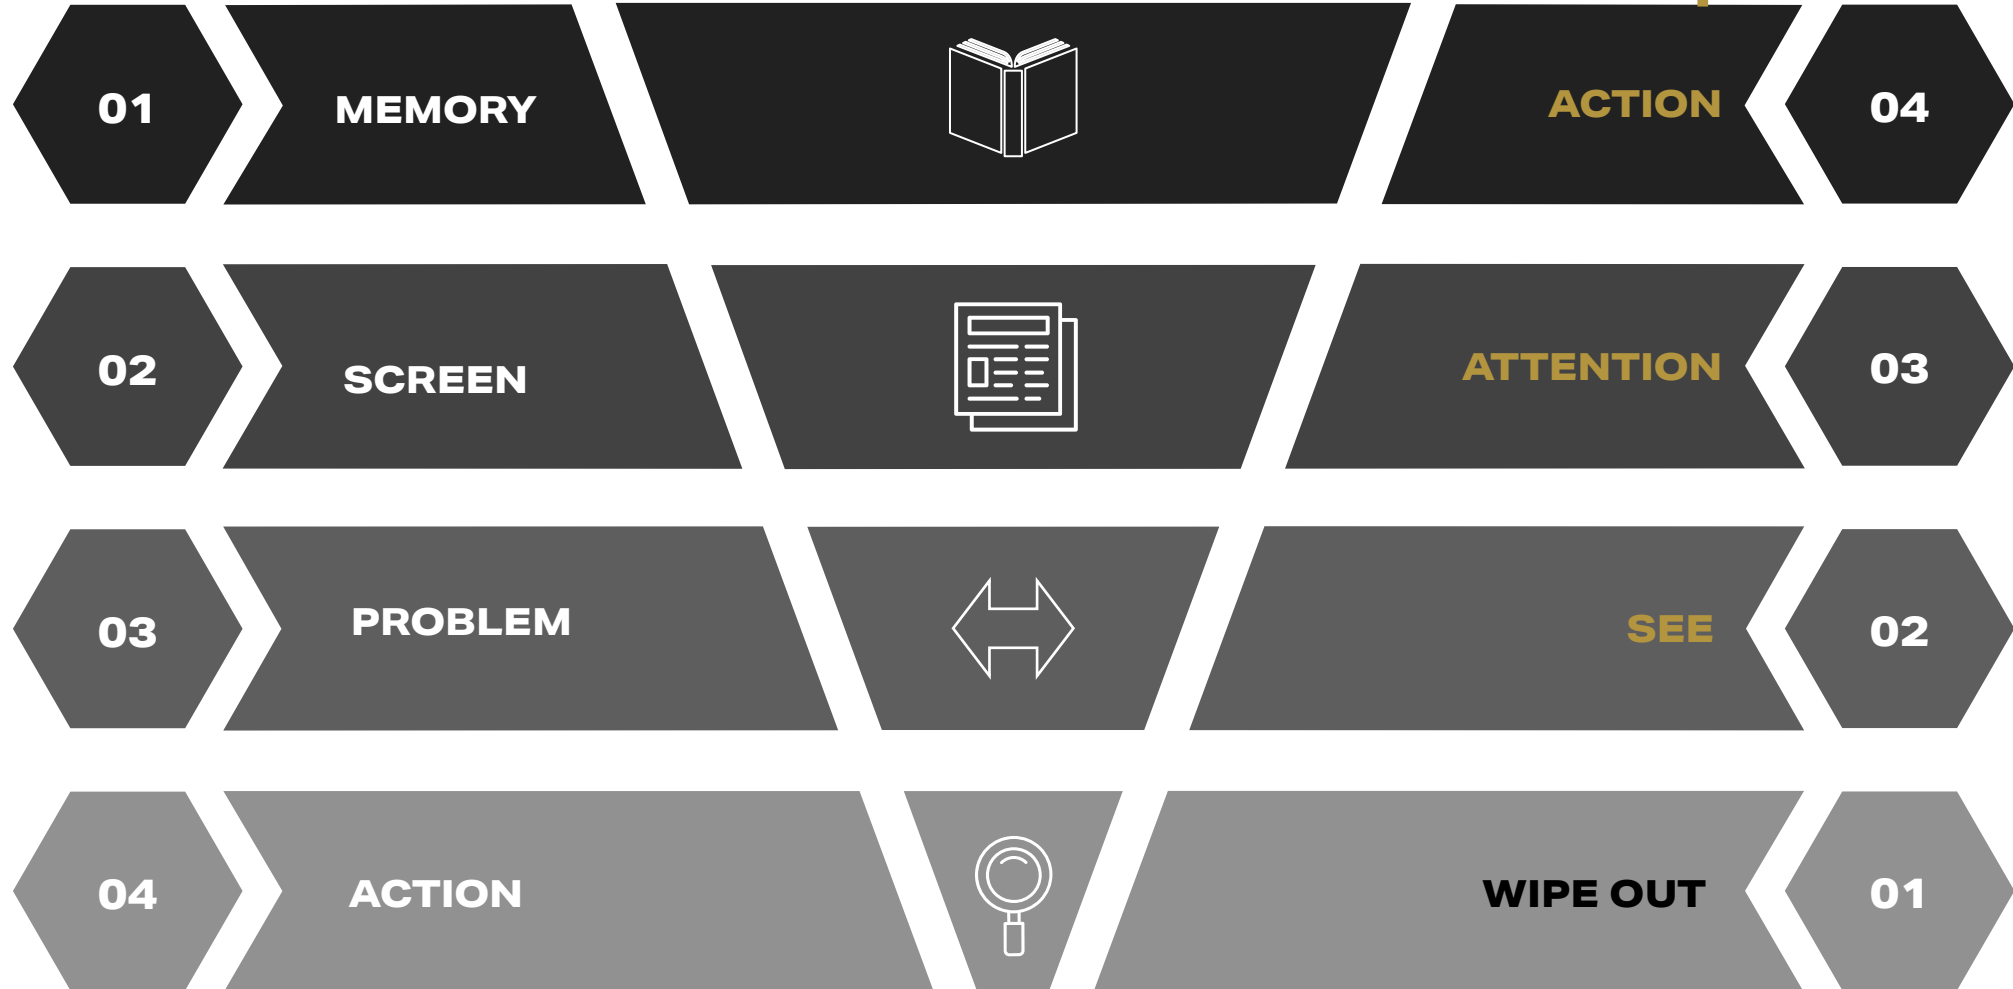 01 MEMORY ACTION 04
02 SCREEN ATTENTION 03
03 PROBLEM SEE 02
04 ACTION WIPE OUT 01